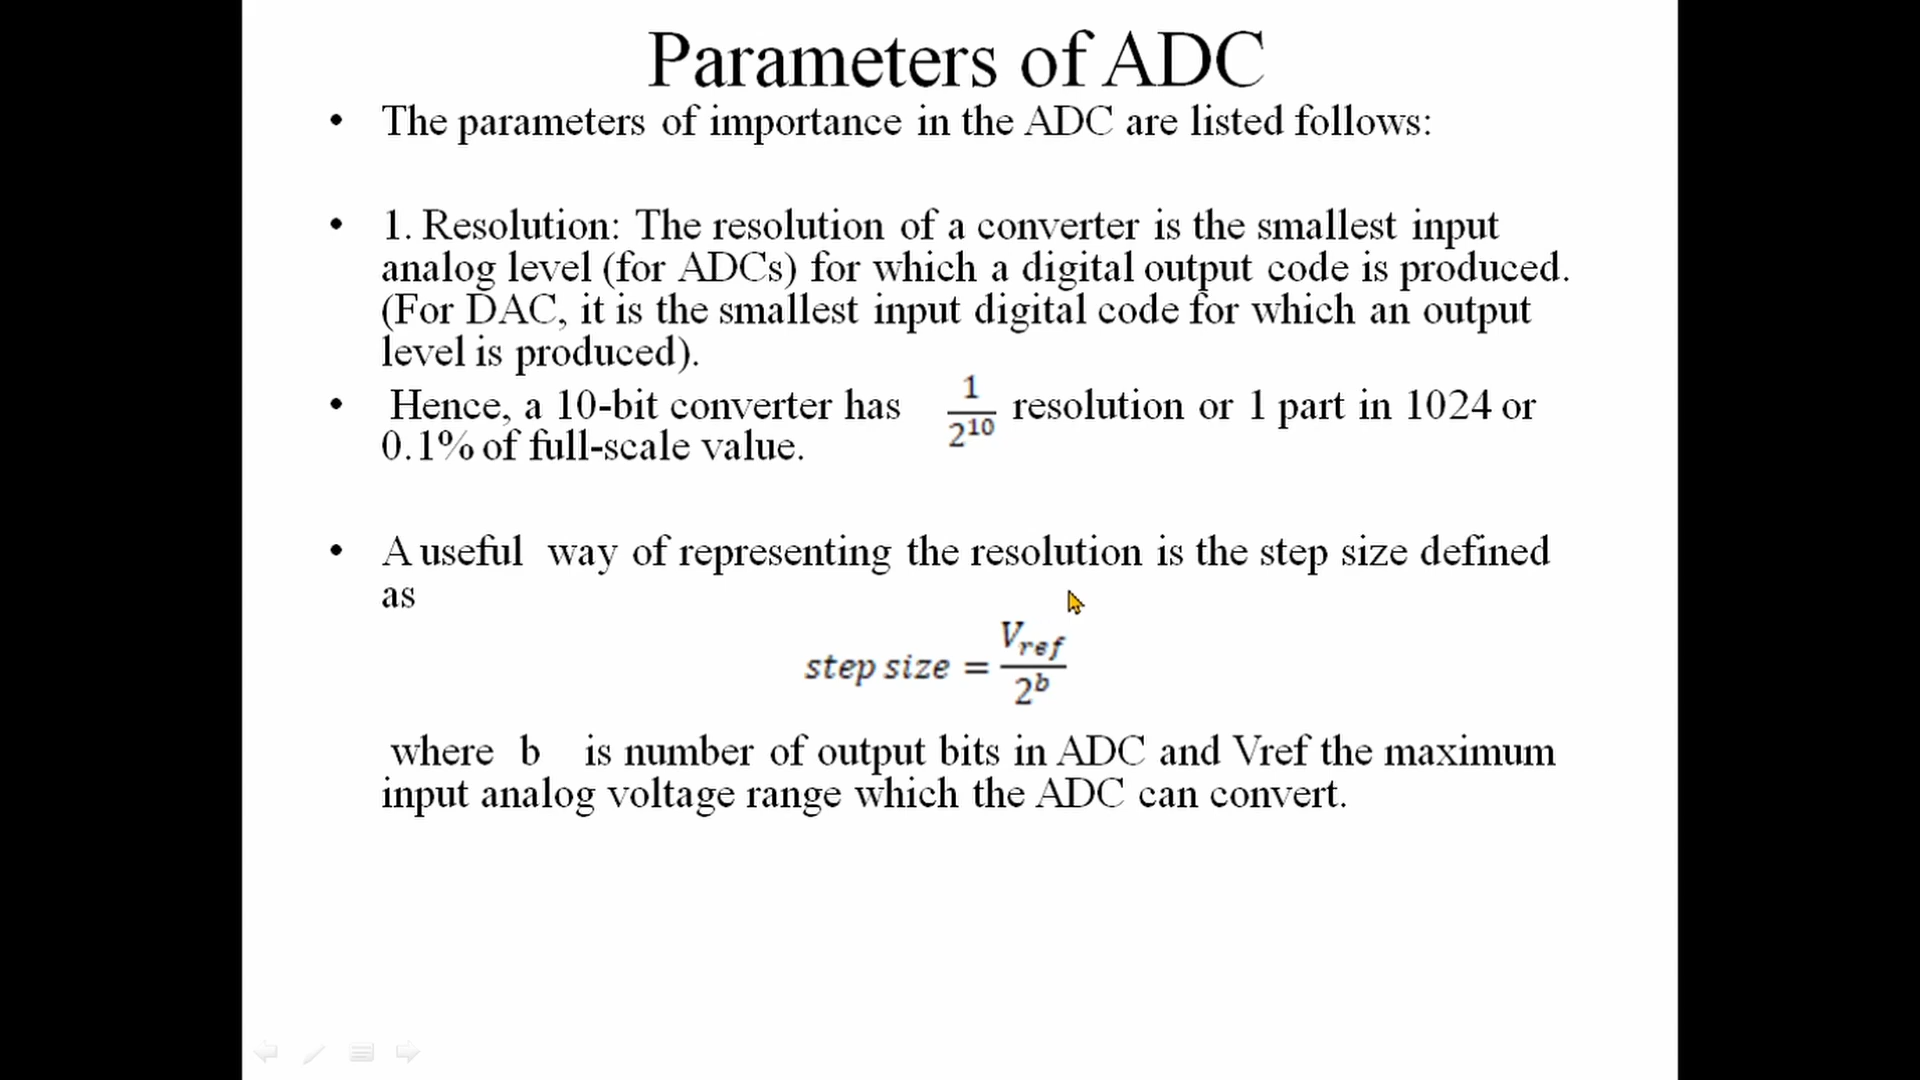 Parameters of ADC
• The parameters of importance in the ADC are listed follows:
• 1. Resolution: The resolution of a converter is the smallest input
analog level (for ADCs) for which a digital output code is produced.
(For DAC, it is the smallest input digital code for which an output
level is produced).
• Hence, a 10-bit converter has 1/2¹⁰ resolution or 1 part in 1024 or
0.1% of full-scale value.
• A useful way of representing the resolution is the step size defined
as
step size = V_ref/2ᵇ
where b is number of output bits in ADC and Vref the maximum
input analog voltage range which the ADC can convert.